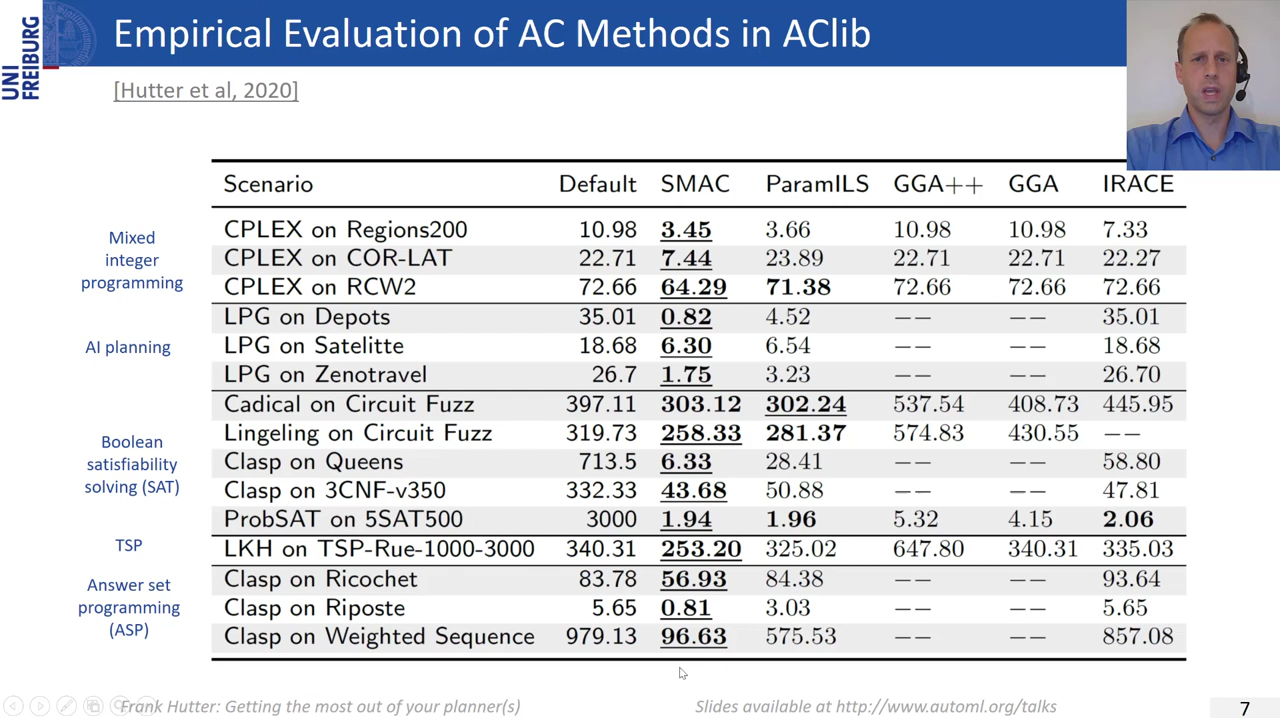 Empirical Evaluation of AC Methods in AClib
UNI
FREIBURG
[Hutter et al, 2020]
Scenario Default SMAC ParamILS GGA++ GGA IRACE
Mixed
integer
programming
CPLEX on Regions200 10.98 3.45 3.66 10.98 10.98 7.33
CPLEX on COR-LAT 22.71 7.44 23.89 22.71 22.71 22.27
CPLEX on RCW2 72.66 64.29 71.38 72.66 72.66 72.66
AI planning
LPG on Depots 35.01 0.82 4.52 −− −− 35.01
LPG on Satelitte 18.68 6.30 6.54 −− −− 18.68
LPG on Zenotravel 26.7 1.75 3.23 −− −− 26.70
Boolean
satisfiability
solving (SAT)
Cadical on Circuit Fuzz 397.11 303.12 302.24 537.54 408.73 445.95
Lingeling on Circuit Fuzz 319.73 258.33 281.37 574.83 430.55 −−
Clasp on Queens 713.5 6.33 28.41 −− −− 58.80
Clasp on 3CNF-v350 332.33 43.68 50.88 −− −− 47.81
ProbSAT on 5SAT500 3000 1.94 1.96 5.32 4.15 2.06
TSP
LKH on TSP-Rue-1000-3000 340.31 253.20 325.02 647.80 340.31 335.03
Answer set
programming
(ASP)
Clasp on Ricochet 83.78 56.93 84.38 −− −− 93.64
Clasp on Riposte 5.65 0.81 3.03 −− −− 5.65
Clasp on Weighted Sequence 979.13 96.63 575.53 −− −− 857.08
Frank Hutter: Getting the most out of your planner(s)
Slides available at http://www.automl.org/talks
7